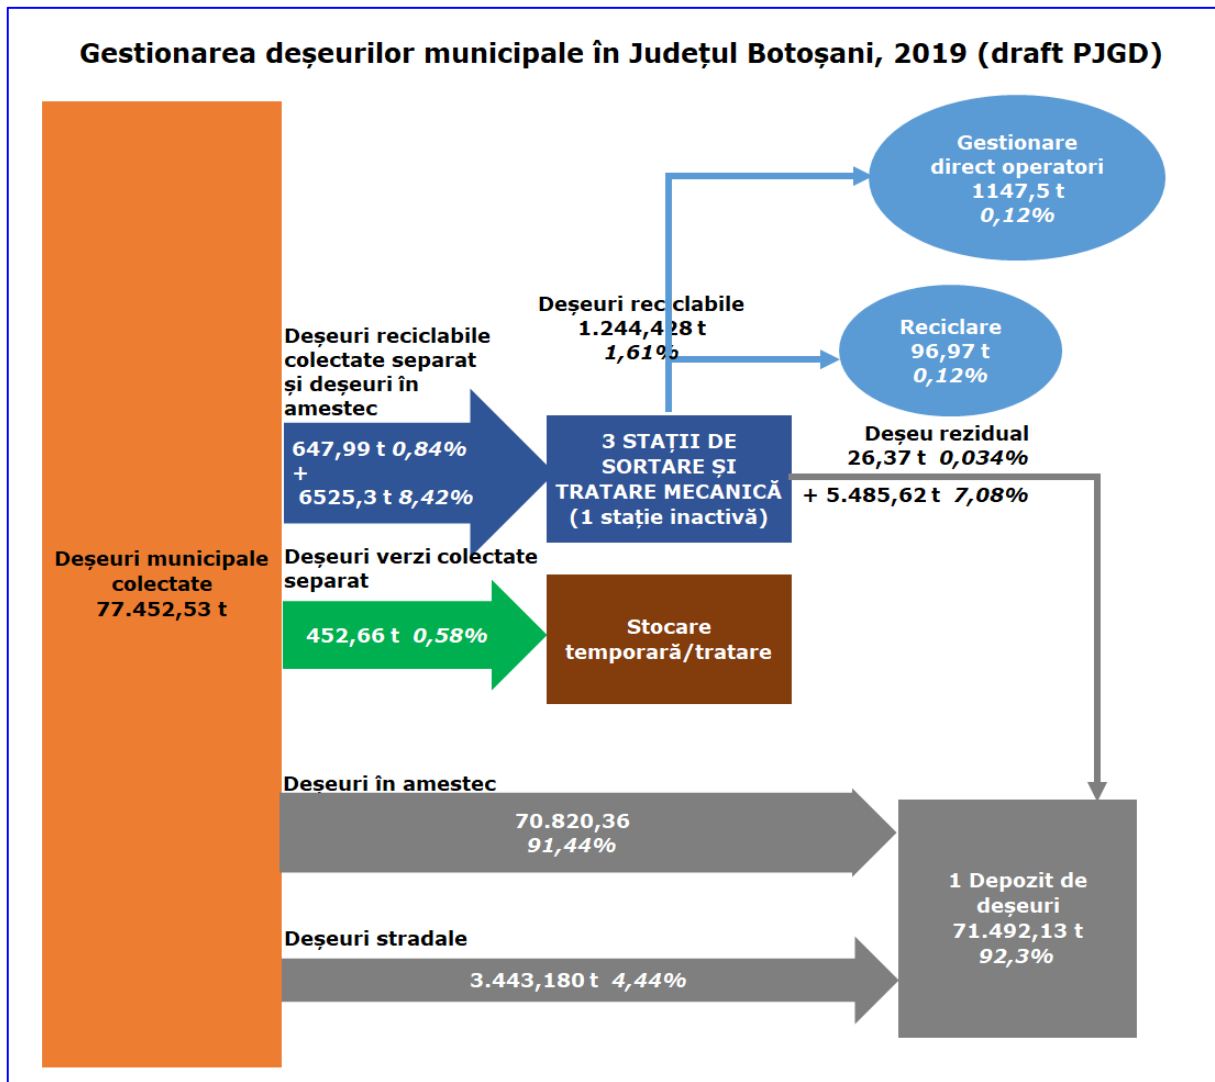 Gestionarea deșeurilor municipale în Județul Botoșani, 2019 (draft PJGD)
Gestionare
direct operatori
1147,5 t
0,12%
Deșeuri reciclabile
1.244,428 t
1,61%
Reciclare
96,97 t
0,12%
Deșeuri reciclabile
colectate separat
și deșeuri în
amestec
647,99 t 0,84%
+
6525,3 t 8,42%
3 STAȚII DE
SORTARE ȘI
TRATARE MECANICĂ
(1 stație inactivă)
Deșeu rezidual
26,37 t 0,034%
+ 5.485,62 t 7,08%
Deșeuri municipale
colectate
77.452,53 t
Deșeuri verzi colectate
separat
452,66 t 0,58%
Stocare
temporară/tratare
Deșeuri în amestec
70.820,36
91,44%
Deșeuri stradale
3.443,180 t 4,44%
1 Depozit de
deșeuri
71.492,13 t
92,3%